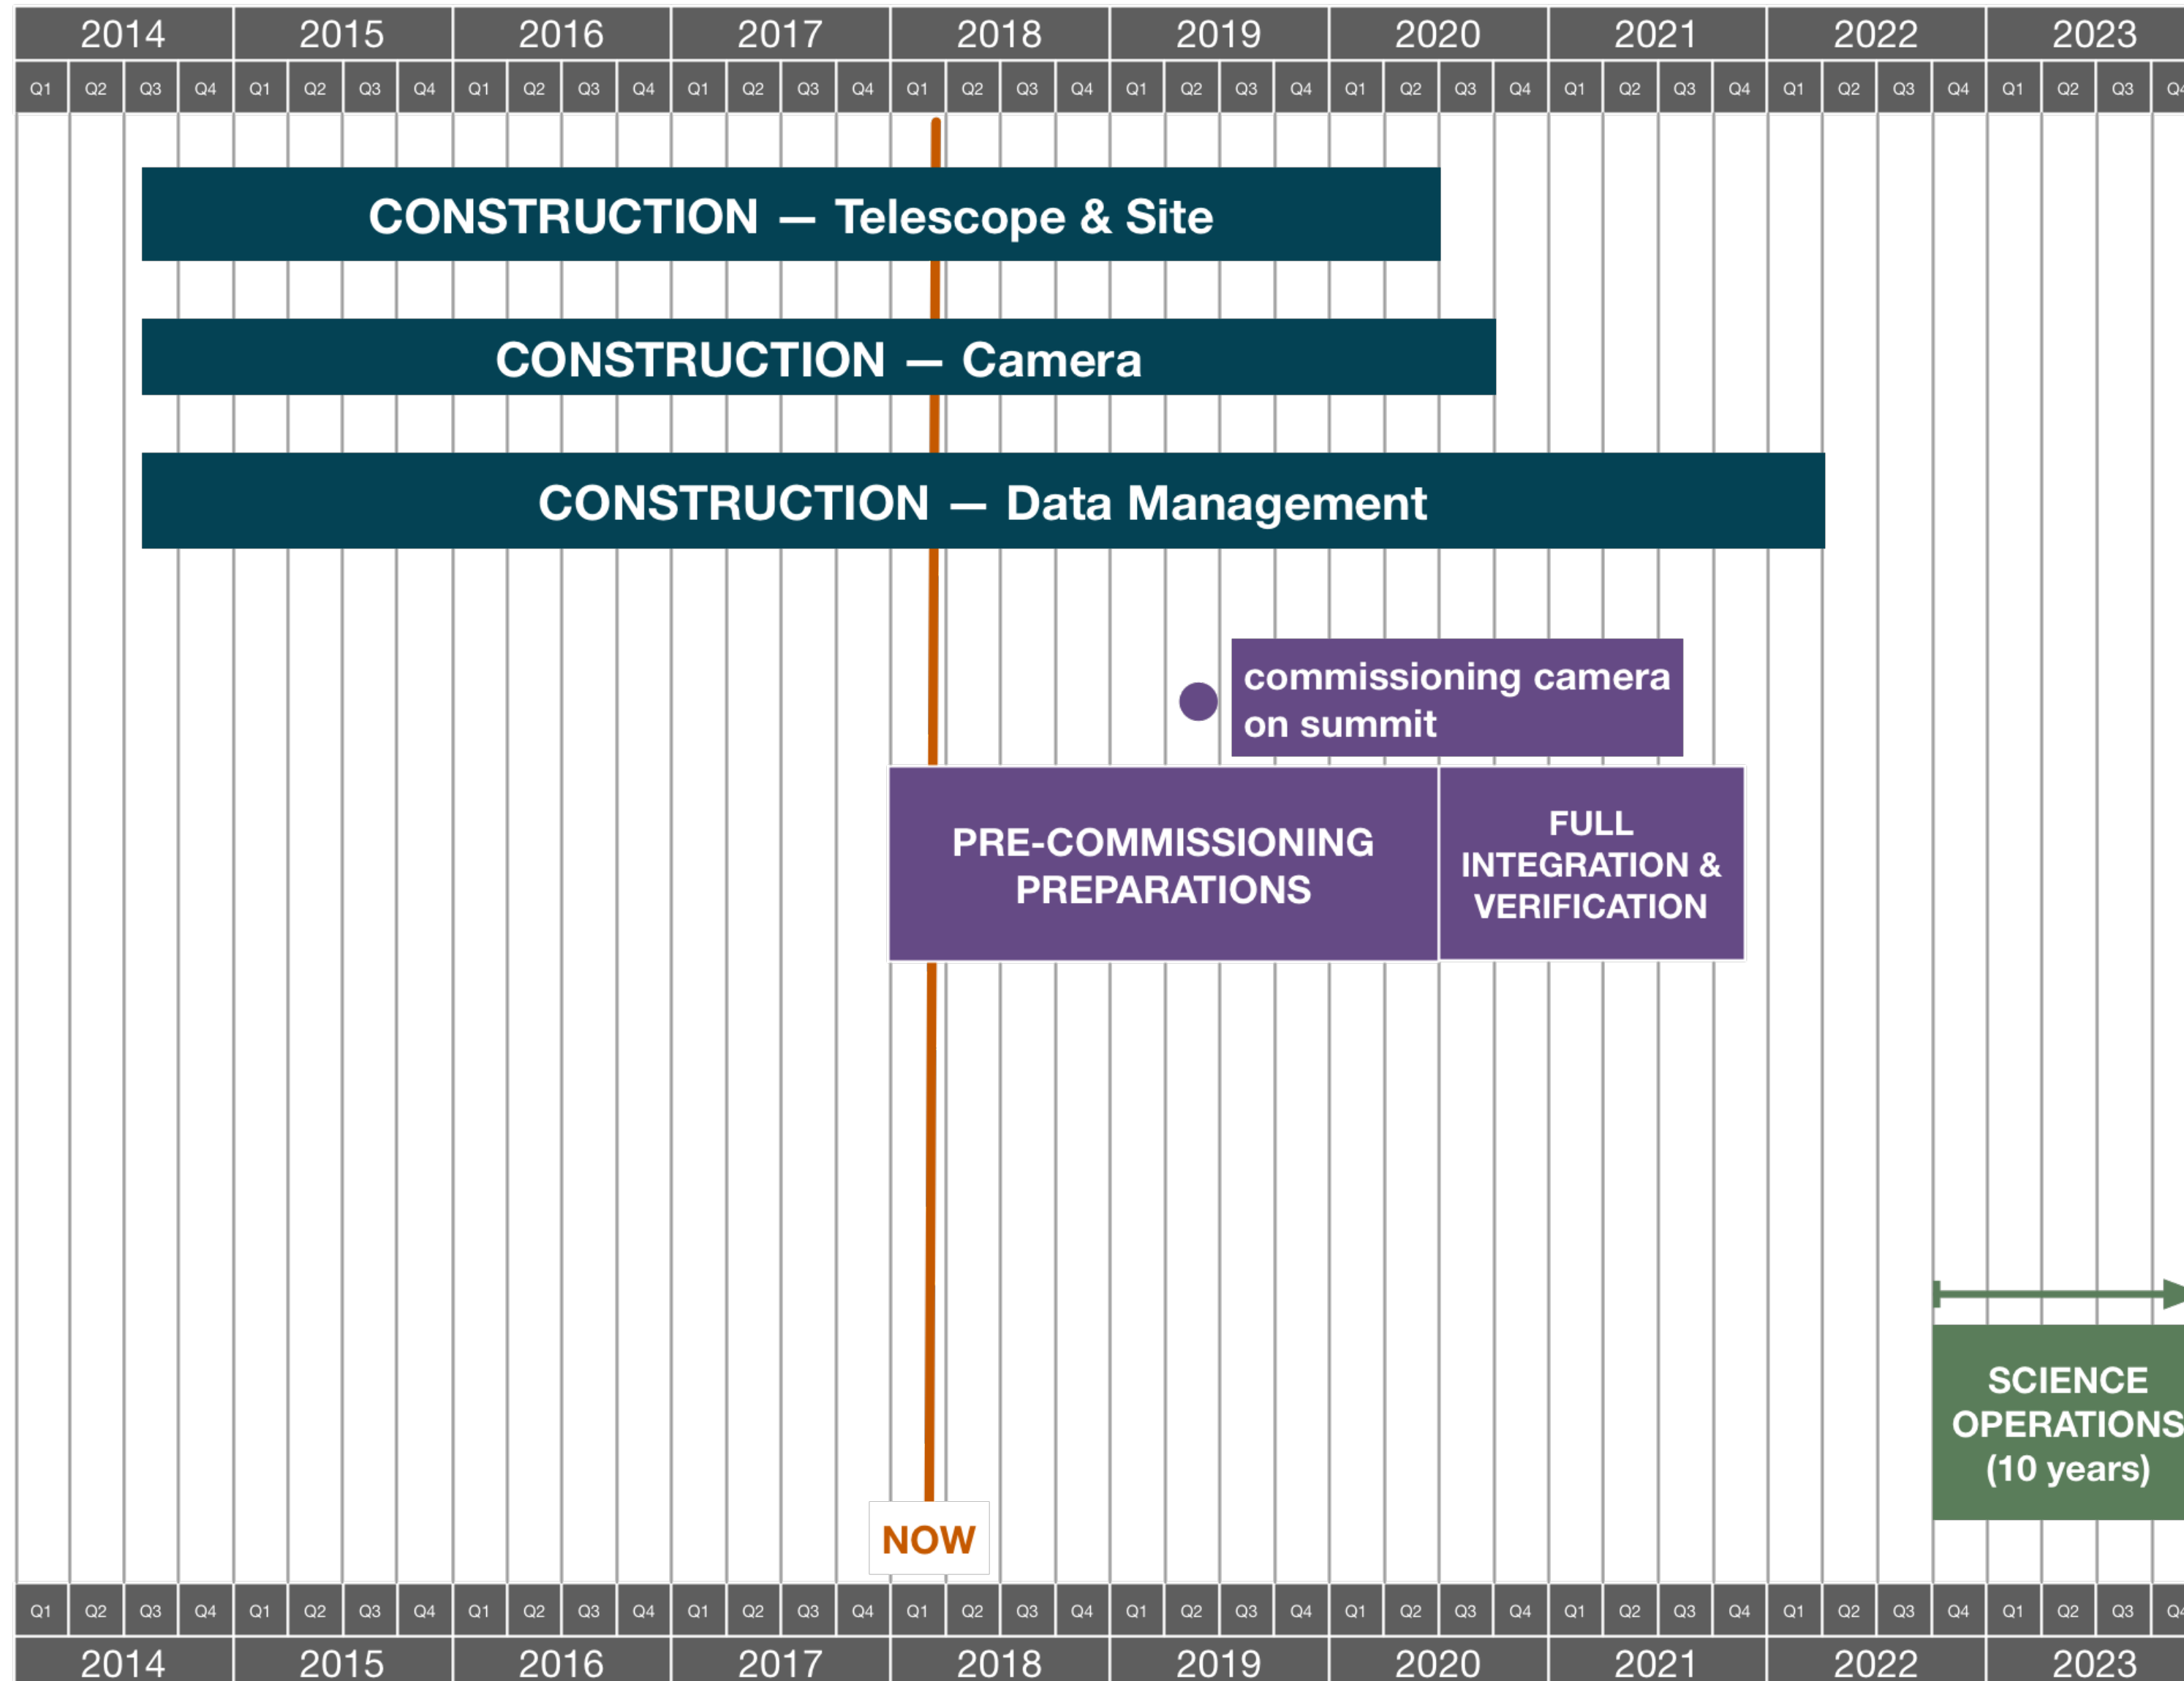 2014 2015 2016 2017 2018 2019 2020 2021 2022 2023
Q1 Q2 Q3 Q4 Q1 Q2 Q3 Q4 Q1 Q2 Q3 Q4 Q1 Q2 Q3 Q4 Q1 Q2 Q3 Q4 Q1 Q2 Q3 Q4 Q1 Q2 Q3 Q4 Q1 Q2 Q3 Q4 Q1 Q2 Q3 Q4 Q1 Q2 Q3 Q4
CONSTRUCTION — Telescope & Site
CONSTRUCTION — Camera
CONSTRUCTION — Data Management
commissioning camera
on summit
PRE-COMMISSIONING
PREPARATIONS
FULL
INTEGRATION &
VERIFICATION
SCIENCE
OPERATIONS
(10 years)
NOW
Q1 Q2 Q3 Q4 Q1 Q2 Q3 Q4 Q1 Q2 Q3 Q4 Q1 Q2 Q3 Q4 Q1 Q2 Q3 Q4 Q1 Q2 Q3 Q4 Q1 Q2 Q3 Q4 Q1 Q2 Q3 Q4 Q1 Q2 Q3 Q4 Q1 Q2 Q3 Q4
2014 2015 2016 2017 2018 2019 2020 2021 2022 2023